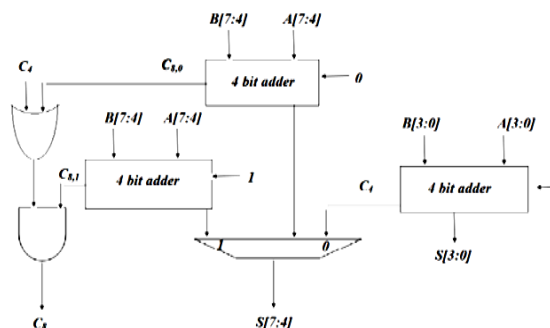 B[7:4] A[7:4]
C4 C8,0
4 bit adder 0
B[7:4] A[7:4] B[3:0] A[3:0]
C8,1 4 bit adder 1 C4 4 bit adder
1 0
S[3:0]
C8 S[7:4]